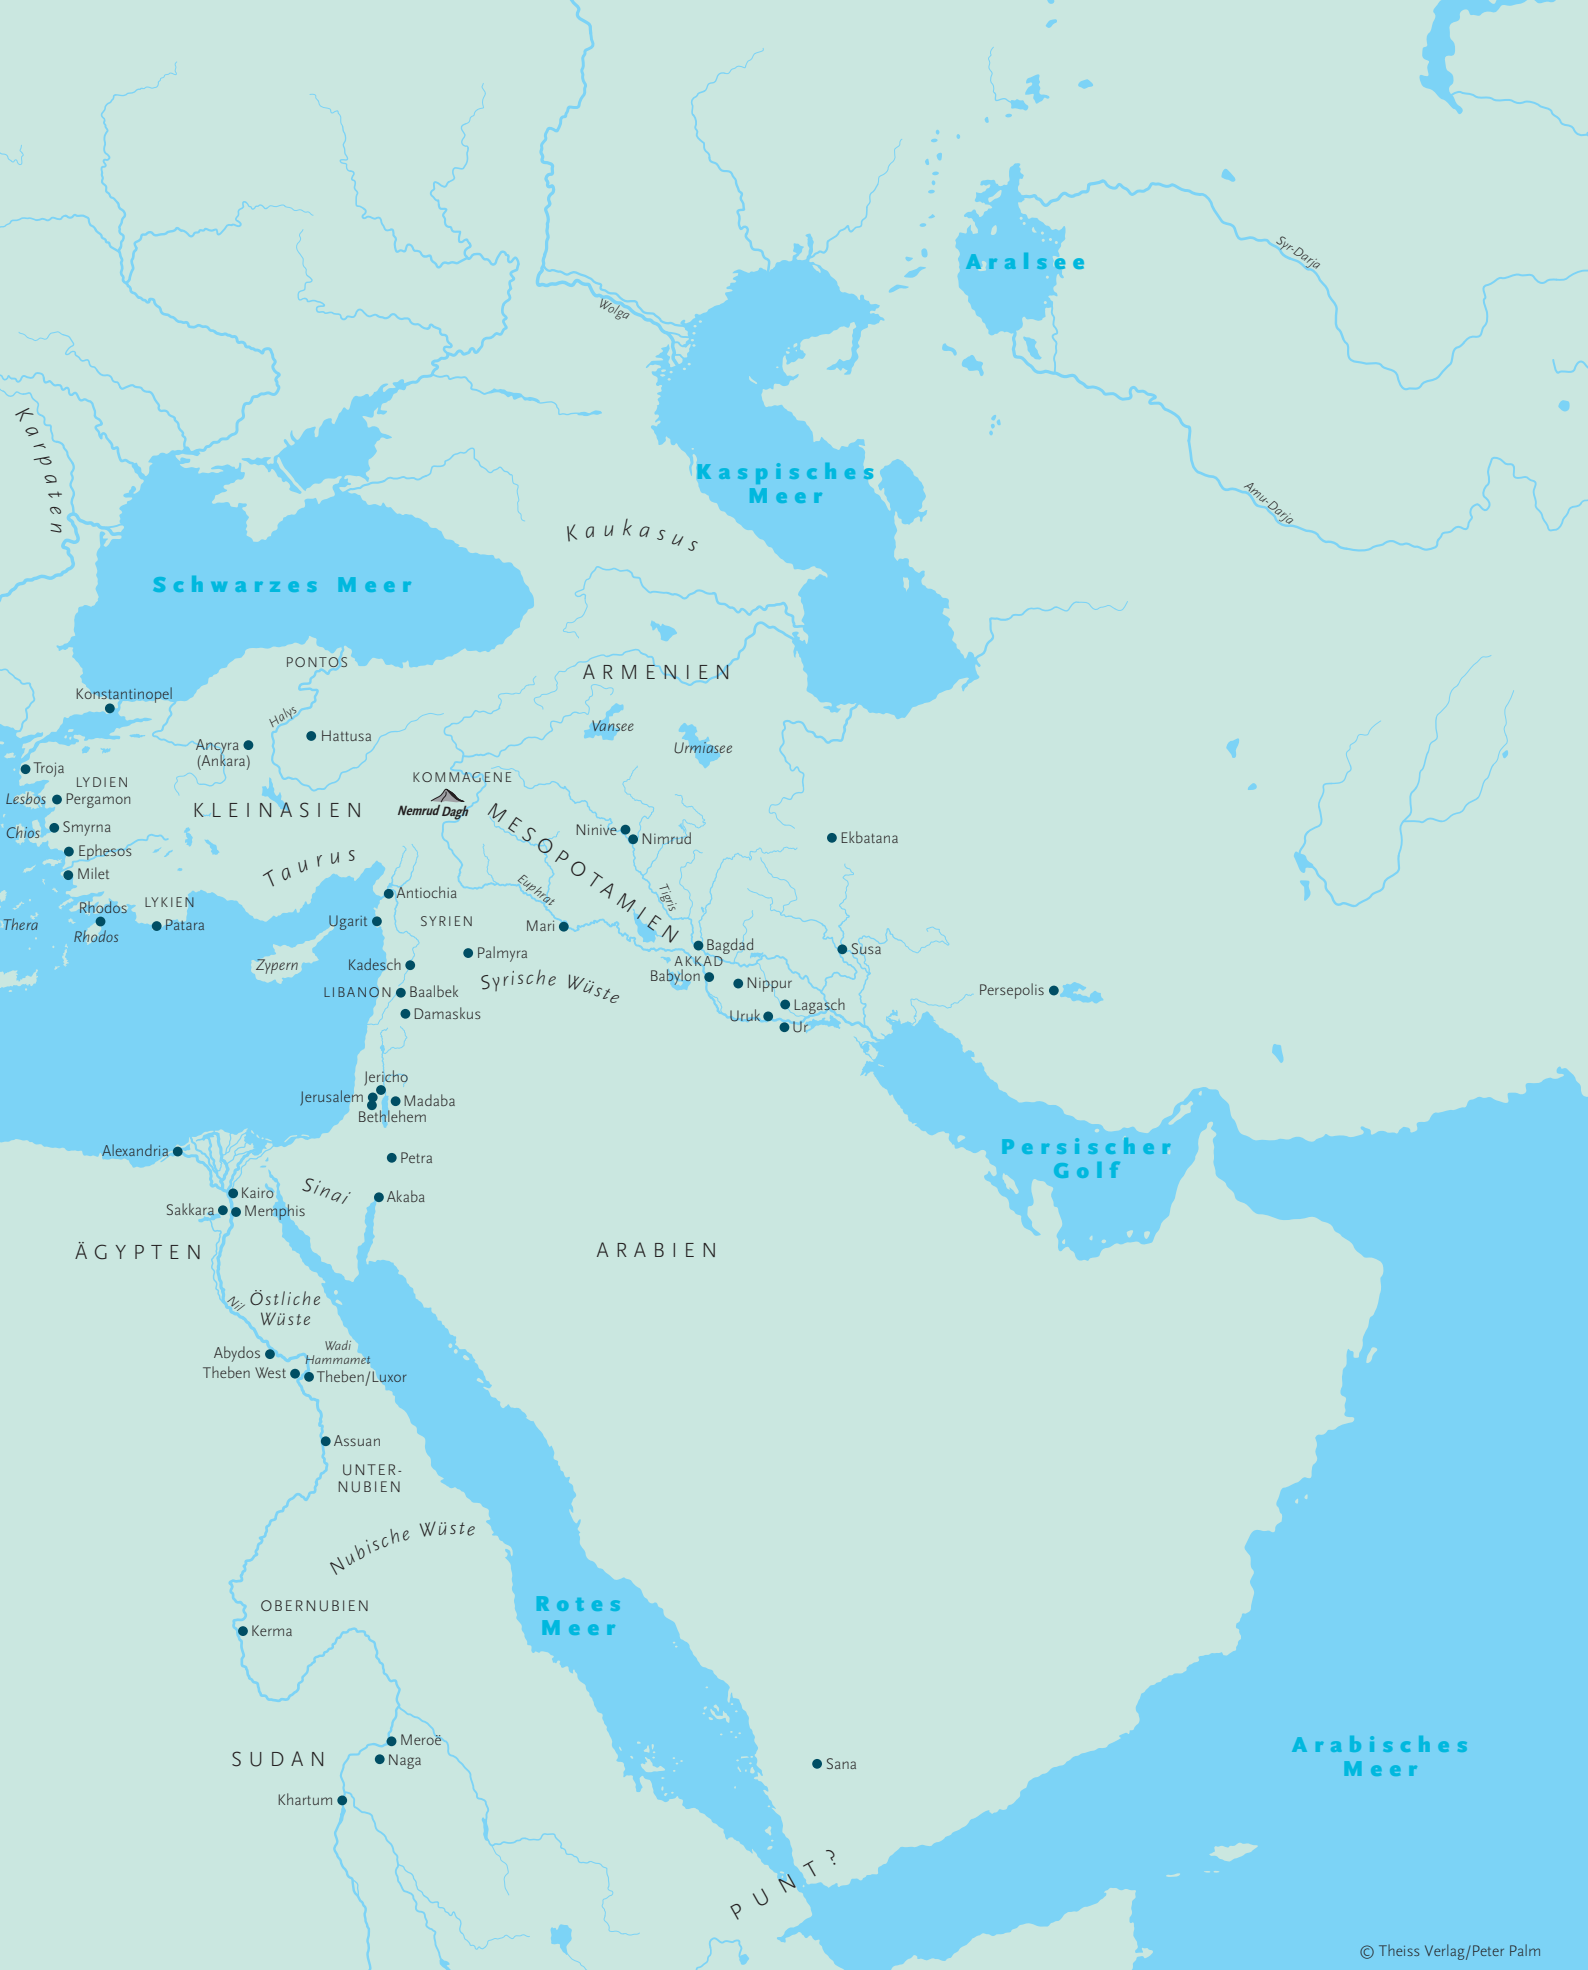 Aralsee
Syr-Darja
Wolga
Karpaten
Kaspisches
Meer
Amu-Darja
Kaukasus
Schwarzes Meer
PONTOS
ARMENIEN
Konstantinopel
Halys
Vansee
Hattusa
Ancyra
(Ankara)
Urmiasee
Troja
KOMMAGENE
LYDIEN
Lesbos
Pergamon
KLEINASIEN
Nemrud Dagh
MESOPOTAMIEN
Chios
Smyrna
Ninive
Nimrud
Ekbatana
Ephesos
Taurus
Milet
Euphrat
Tigris
Antiochia
LYKIEN
Rhodos
Thera
Rhodos
Patara
Ugarit
SYRIEN
Mari
Bagdad
Susa
Palmyra
AKKAD
Zypern
Kadesch
Syrische Wüste
Babylon
Nippur
LIBANON
Baalbek
Persepolis
Lagasch
Damaskus
Uruk
Ur
Jericho
Jerusalem
Madaba
Bethlehem
Alexandria
Petra
Persischer
Golf
Sinai
Kairo
Akaba
Sakkara
Memphis
ÄGYPTEN
ARABIEN
Nil
Östliche
Wüste
Wadi
Hammamet
Abydos
Theben West
Theben/Luxor
Assuan
UNTER-
NUBIEN
Nubische Wüste
OBERNUBIEN
Rotes
Meer
Kerma
Meroë
SUDAN
Naga
Sana
Arabisches
Meer
Khartum
PUNT?
© Theiss Verlag/Peter Palm